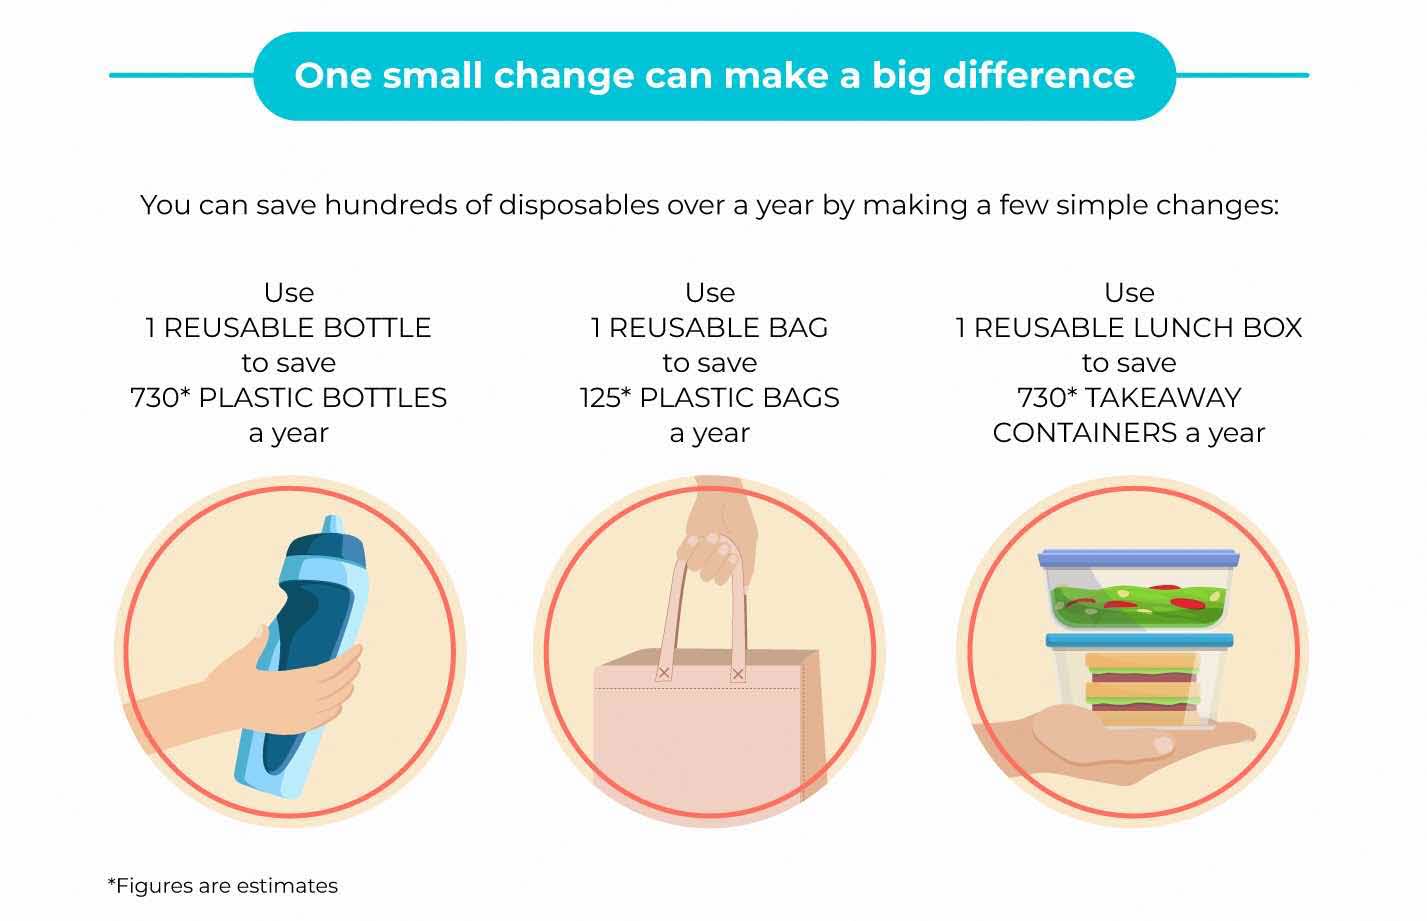 One small change can make a big difference
You can save hundreds of disposables over a year by making a few simple changes:
Use
1 REUSABLE BOTTLE
to save
730* PLASTIC BOTTLES
a year
Use
1 REUSABLE BAG
to save
125* PLASTIC BAGS
a year
Use
1 REUSABLE LUNCH BOX
to save
730* TAKEAWAY
CONTAINERS a year
*Figures are estimates